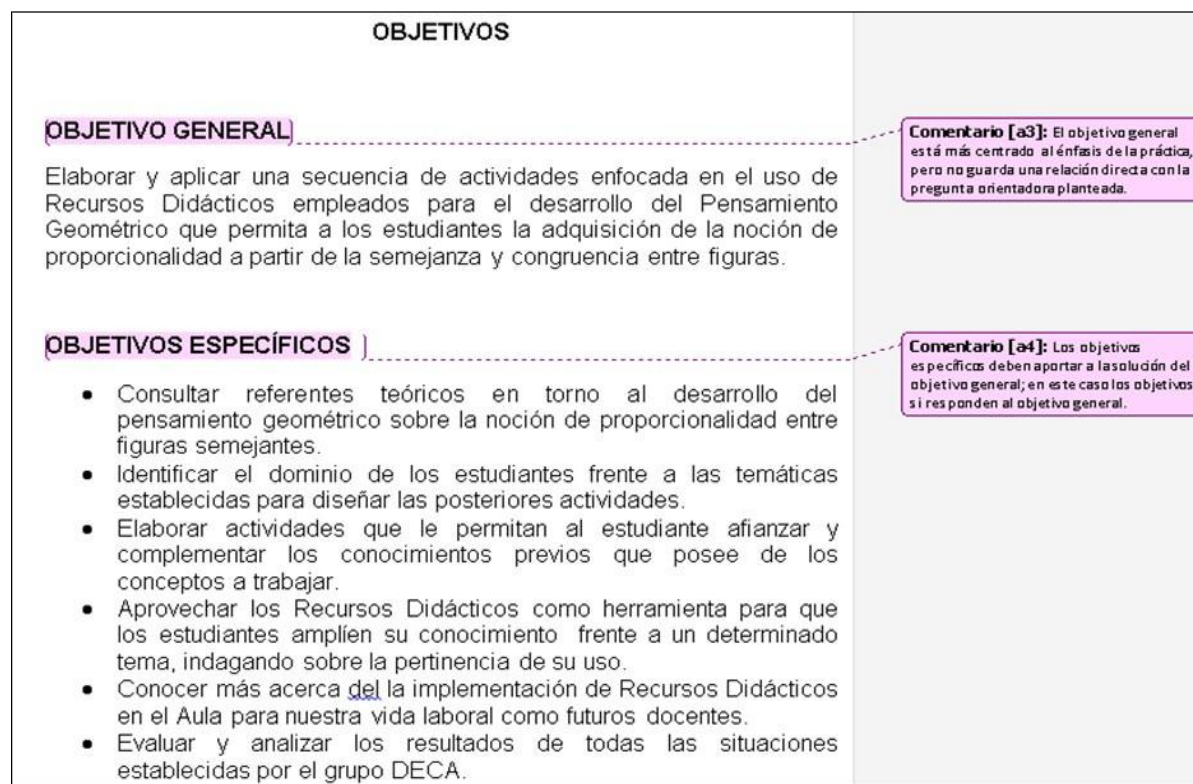 OBJETIVOS
OBJETIVO GENERAL
Elaborar y aplicar una secuencia de actividades enfocada en el uso de
Recursos Didácticos empleados para el desarrollo del Pensamiento
Geométrico que permita a los estudiantes la adquisición de la noción de
proporcionalidad a partir de la semejanza y congruencia entre figuras.
Comentario [a3]: El objetivo general
está más centrado al énfasis de la práctica,
pero no guarda una relación directa con la
pregunta orientadora planteada.
OBJETIVOS ESPECÍFICOS
• Consultar referentes teóricos en torno al desarrollo del
pensamiento geométrico sobre la noción de proporcionalidad entre
figuras semejantes.
• Identificar el dominio de los estudiantes frente a las temáticas
establecidas para diseñar las posteriores actividades.
• Elaborar actividades que le permitan al estudiante afianzar y
complementar los conocimientos previos que posee de los
conceptos a trabajar.
• Aprovechar los Recursos Didácticos como herramienta para que
los estudiantes amplíen su conocimiento frente a un determinado
tema, indagando sobre la pertinencia de su uso.
• Conocer más acerca del la implementación de Recursos Didácticos
en el Aula para nuestra vida laboral como futuros docentes.
• Evaluar y analizar los resultados de todas las situaciones
establecidas por el grupo DECA.
Comentario [a4]: Los objetivos
específicos deben aportar a la solución del
objetivo general; en este caso los objetivos
si responden al objetivo general.